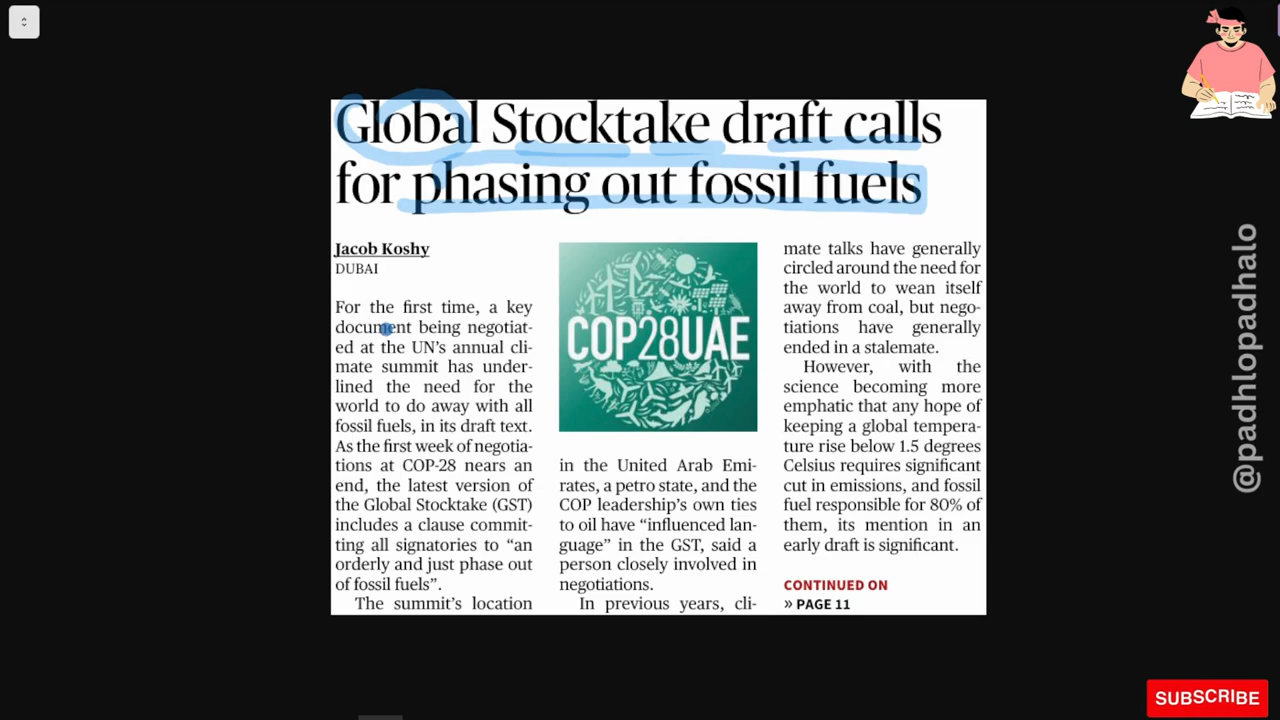 Global Stocktake draft calls
for phasing out fossil fuels
Jacob Koshy
DUBAI
For the first time, a key
document being negotiat-
ed at the UN's annual cli-
mate summit has under-
lined the need for the
world to do away with all
fossil fuels, in its draft text.
As the first week of negotia-
tions at COP-28 nears an
end, the latest version of
the Global Stocktake (GST)
includes a clause commit-
ting all signatories to “an
orderly and just phase out
of fossil fuels”.
The summit's location
COP28UAE
in the United Arab Emi-
rates, a petro state, and the
COP leadership's own ties
to oil have “influenced lan-
guage” in the GST, said a
person closely involved in
negotiations.
In previous years, cli-
mate talks have generally
circled around the need for
the world to wean itself
away from coal, but nego-
tiations have generally
ended in a stalemate.
However, with the
science becoming more
emphatic that any hope of
keeping a global tempera-
ture rise below 1.5 degrees
Celsius requires significant
cut in emissions, and fossil
fuel responsible for 80% of
them, its mention in an
early draft is significant.
CONTINUED ON
» PAGE 11
@padhlopadhalo
SUBSCRIBE